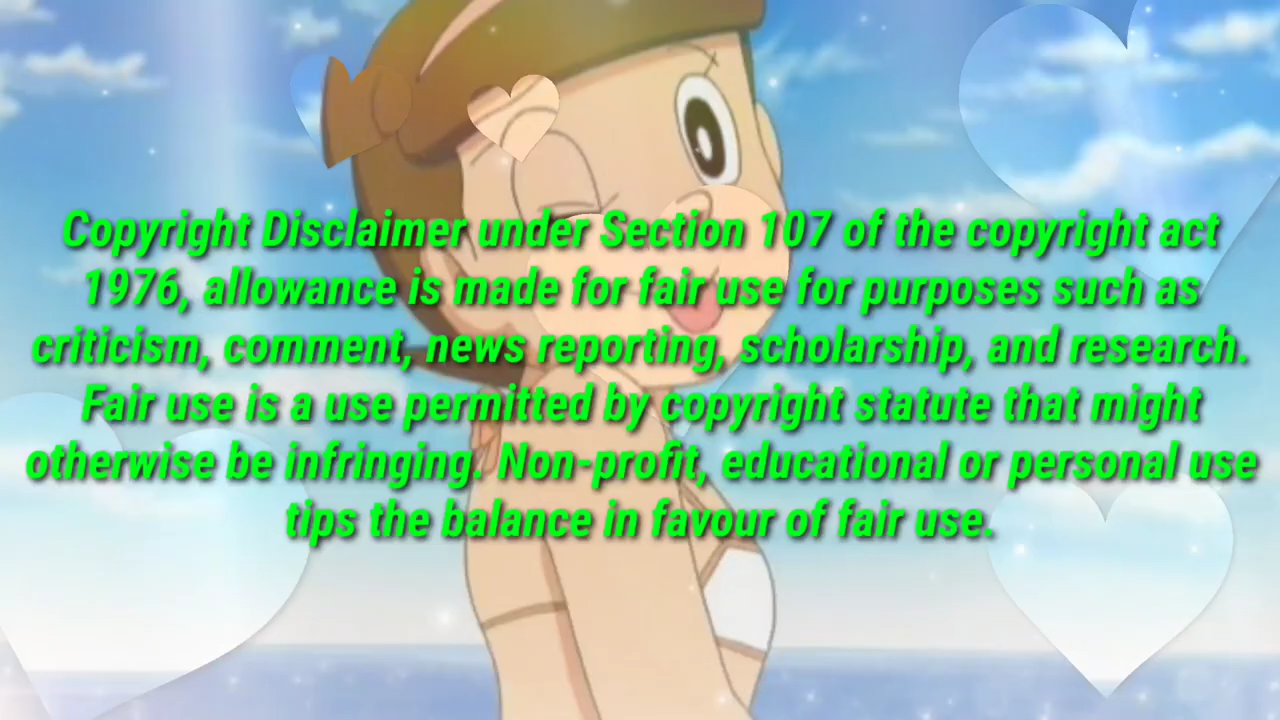 Copyright Disclaimer under Section 107 of the copyright act
1976, allowance is made for fair use for purposes such as
criticism, comment, news reporting, scholarship, and research.
Fair use is a use permitted by copyright statute that might
otherwise be infringing. Non-profit, educational or personal use
tips the balance in favour of fair use.